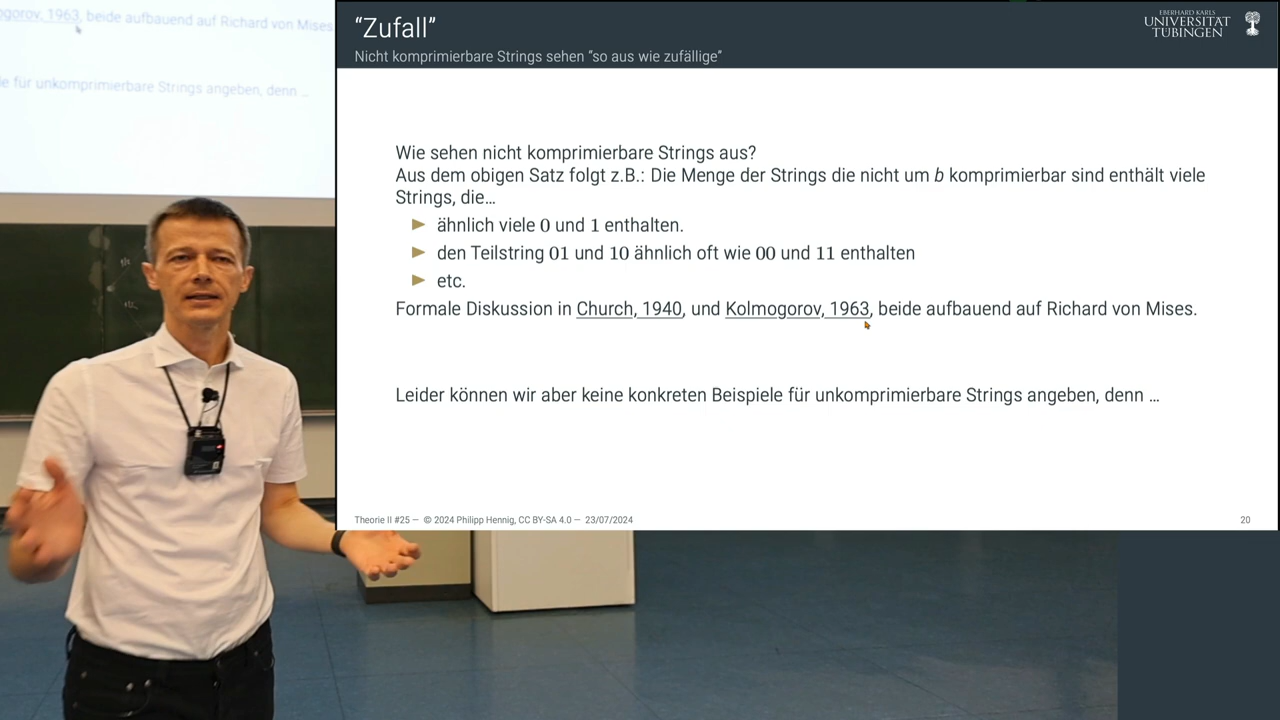 ogorov, 1963, beide aufbauend auf Richard von Mises
le für unkomprimierbare Strings angeben, denn ...
“Zufall”
Nicht komprimierbare Strings sehen “so aus wie zufällige”
EBERHARD KARLS
UNIVERSITÄT
TÜBINGEN
Wie sehen nicht komprimierbare Strings aus?
Aus dem obigen Satz folgt z.B.: Die Menge der Strings die nicht um b komprimierbar sind enthält viele
Strings, die...
ähnlich viele 0 und 1 enthalten.
den Teilstring 01 und 10 ähnlich oft wie 00 und 11 enthalten
etc.
Formale Diskussion in Church, 1940, und Kolmogorov, 1963, beide aufbauend auf Richard von Mises.
Leider können wir aber keine konkreten Beispiele für unkomprimierbare Strings angeben, denn ...
Theorie II #25 — © 2024 Philipp Hennig, CC BY-SA 4.0 — 23/07/2024
20